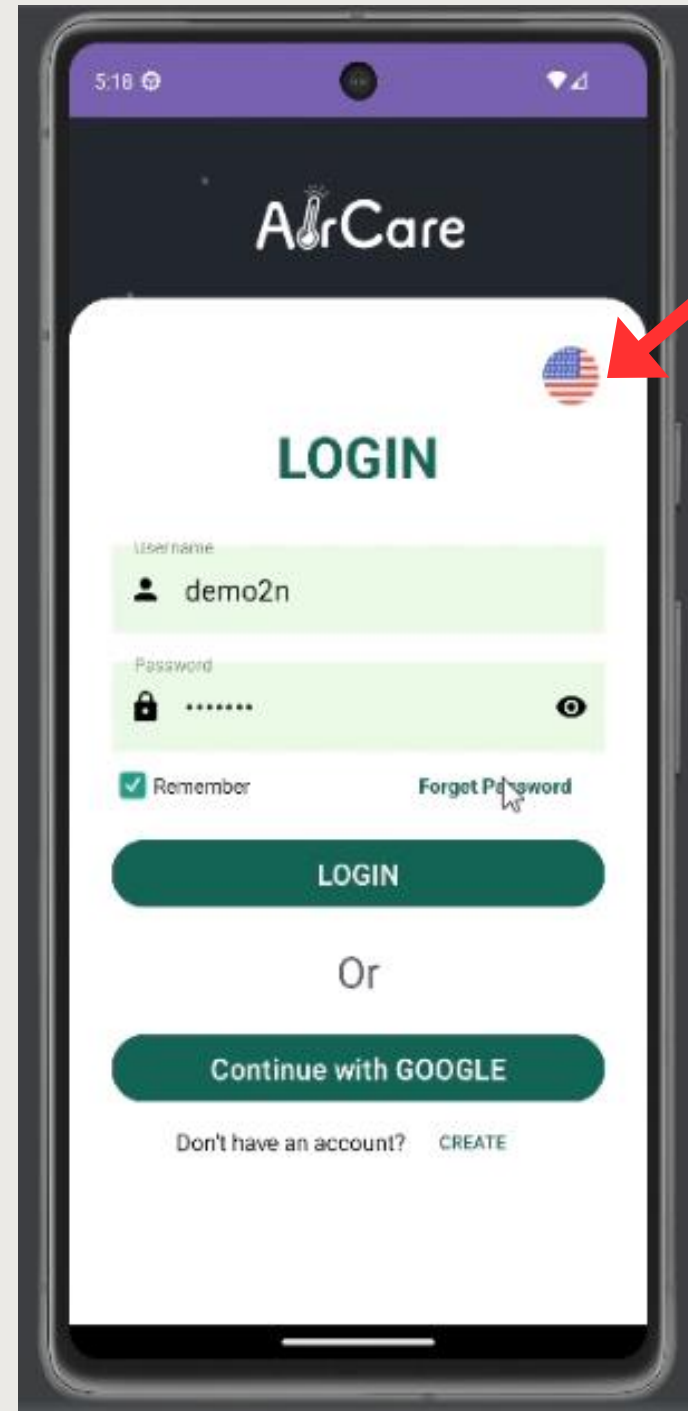 5:18
AirCare
LOGIN
Username
demo2n
Password
•••••••
Remember Forget Password
LOGIN
Or
Continue with GOOGLE
Don't have an account? CREATE